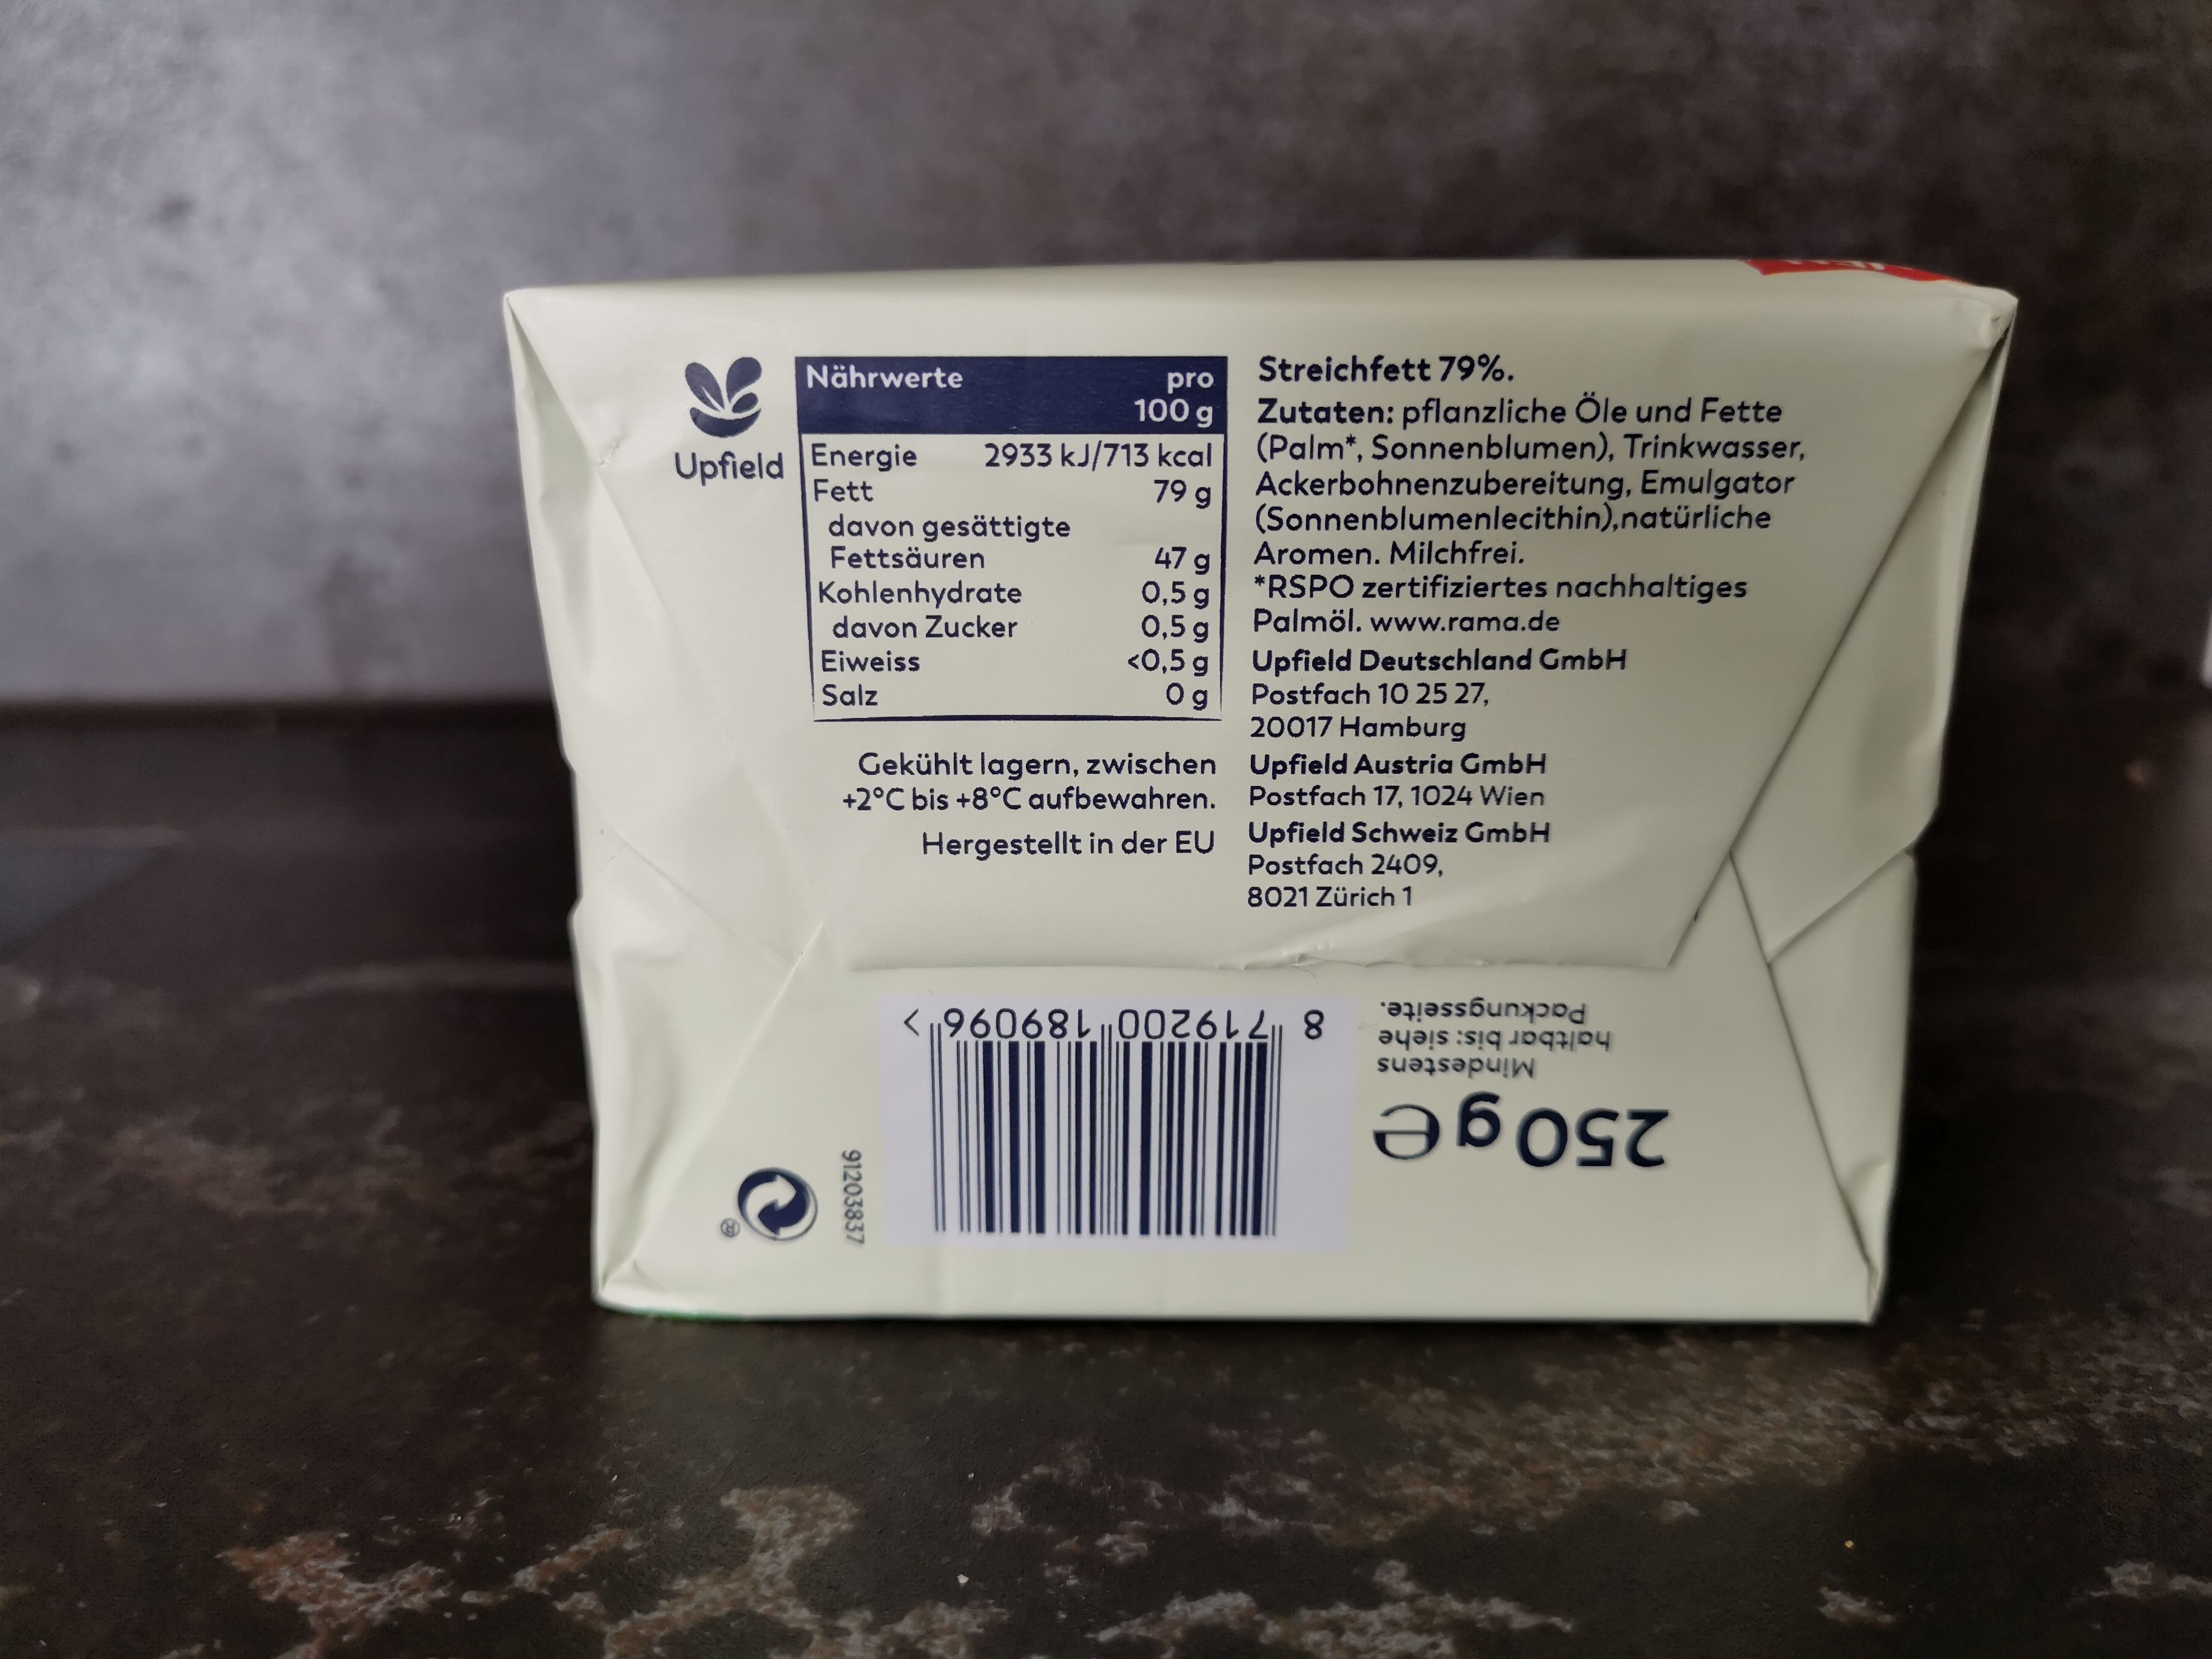 Upfield
Nährwerte pro
100 g
Energie 2933 kJ/713 kcal
Fett 79 g
davon gesättigte
Fettsäuren 47 g
Kohlenhydrate 0,5 g
davon Zucker 0,5 g
Eiweiss <0,5 g
Salz 0 g
Gekühlt lagern, zwischen
+2°C bis +8°C aufbewahren.
Hergestellt in der EU
Streichfett 79%.
Zutaten: pflanzliche Öle und Fette
(Palm*, Sonnenblumen), Trinkwasser,
Ackerbohnenzubereitung, Emulgator
(Sonnenblumenlecithin),natürliche
Aromen. Milchfrei.
*RSPO zertifiziertes nachhaltiges
Palmöl. www.rama.de
Upfield Deutschland GmbH
Postfach 10 25 27,
20017 Hamburg
Upfield Austria GmbH
Postfach 17, 1024 Wien
Upfield Schweiz GmbH
Postfach 2409,
8021 Zürich 1
250 g ℮
Mindestens
haltbar bis: siehe
Packungsseite.
8 719200 189096 >
91203837
®